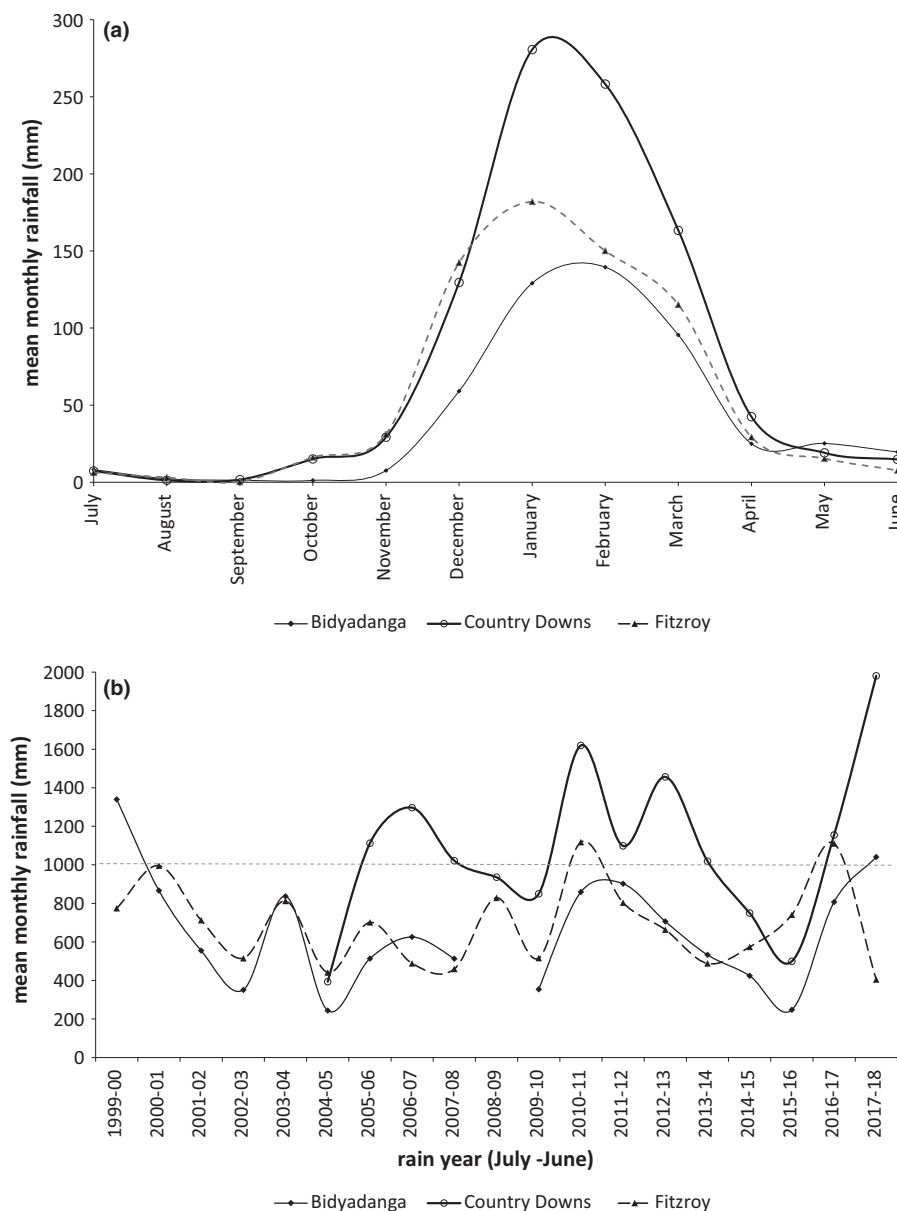 (a)
mean monthly rainfall (mm)
300
250
200
150
100
50
0
July
August
September
October
November
December
January
February
March
April
May
June
Bidyadanga
Country Downs
Fitzroy
(b)
mean monthly rainfall (mm)
2000
1800
1600
1400
1200
1000
800
600
400
200
0
1999-00
2000-01
2001-02
2002-03
2003-04
2004-05
2005-06
2006-07
2007-08
2008-09
2009-10
2010-11
2011-12
2012-13
2013-14
2014-15
2015-16
2016-17
2017-18
rain year (July -June)
Bidyadanga
Country Downs
Fitzroy